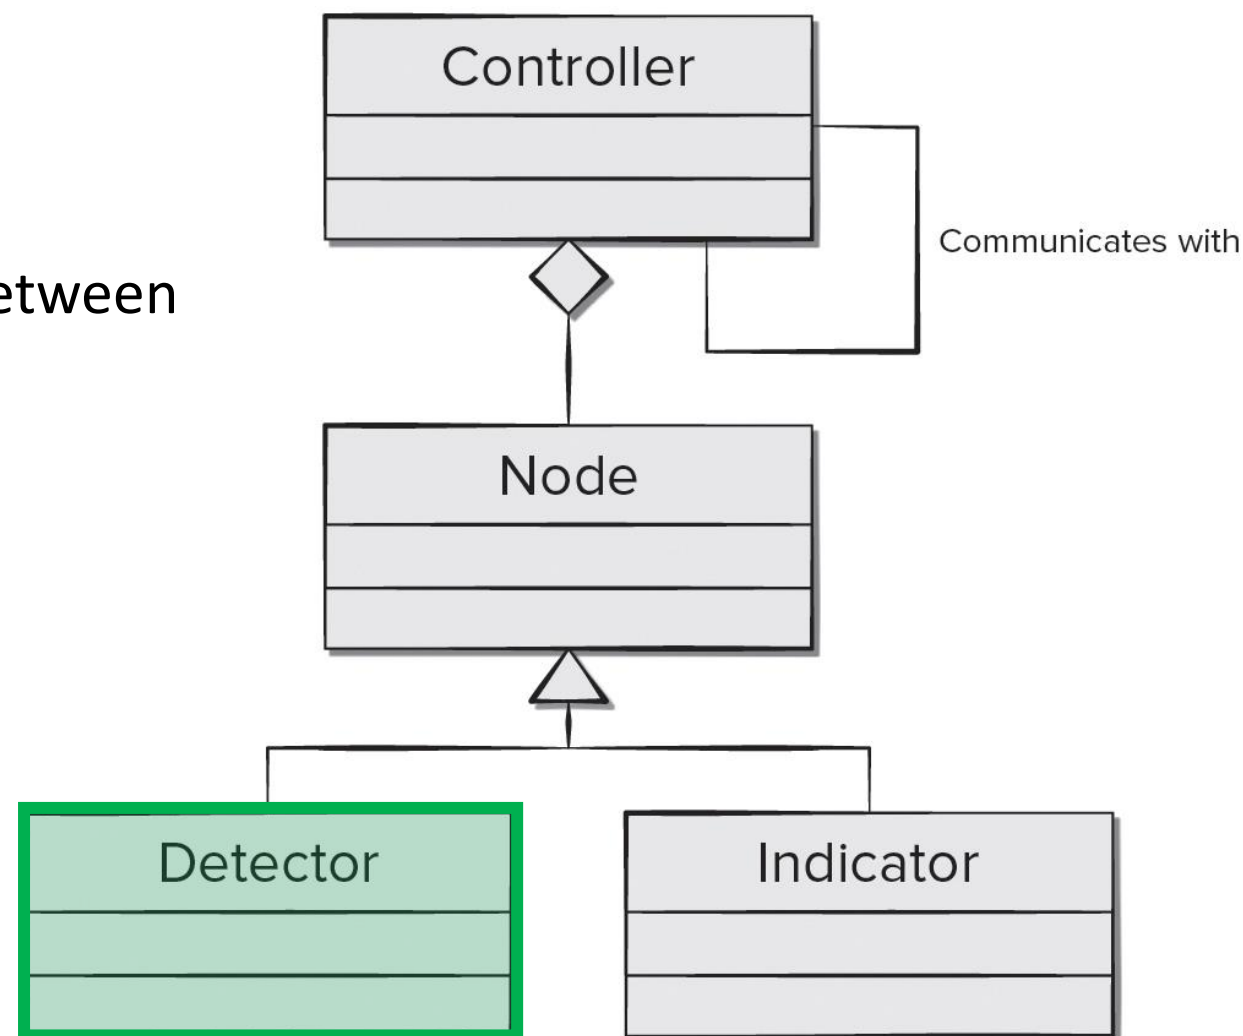 Controller
Communicates with
etween
Node
Detector
Indicator